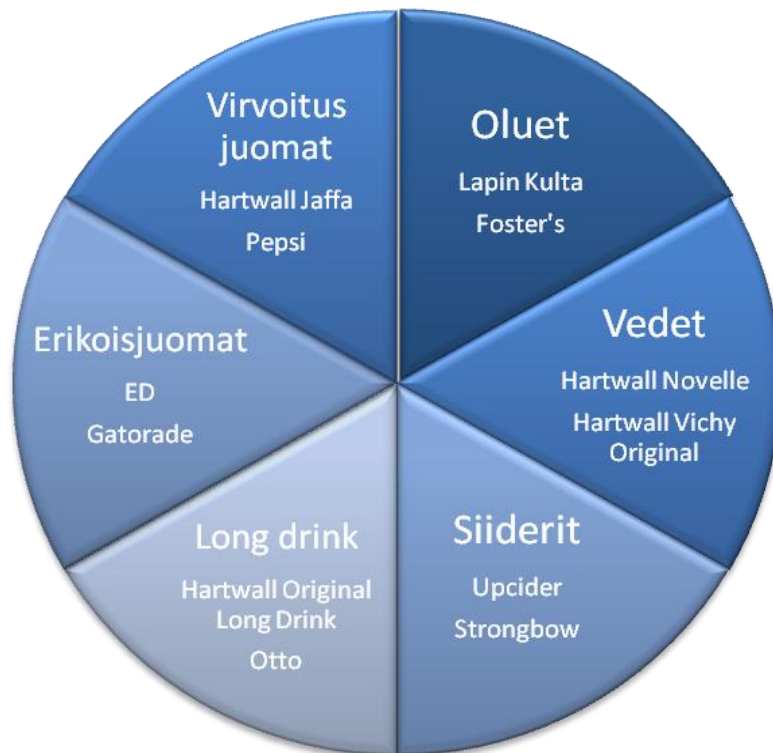 Virvoitus
juomat
Hartwall Jaffa
Pepsi
Oluet
Lapin Kulta
Foster's
Vedet
Hartwall Novelle
Hartwall Vichy
Original
Siiderit
Upcider
Strongbow
Long drink
Hartwall Original
Long Drink
Otto
Erikoisjuomat
ED
Gatorade